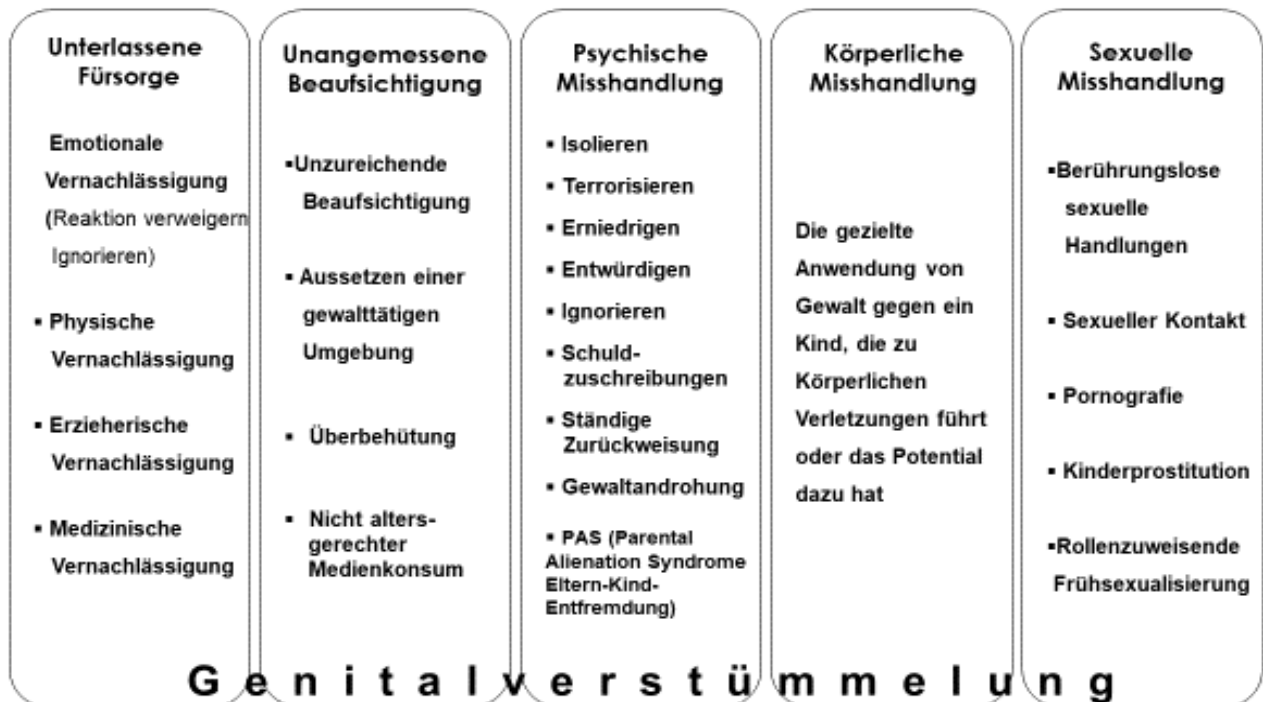 Unterlassene
Fürsorge
Emotionale
Vernachlässigung
(Reaktion verweigern
Ignorieren)
▪ Physische
Vernachlässigung
▪ Erzieherische
Vernachlässigung
▪ Medizinische
Vernachlässigung
Unangemessene
Beaufsichtigung
▪Unzureichende
Beaufsichtigung
▪ Aussetzen einer
gewalttätigen
Umgebung
▪ Überbehütung
▪ Nicht alters-
gerechter
Medienkonsum
Psychische
Misshandlung
▪ Isolieren
▪ Terrorisieren
▪ Erniedrigen
▪ Entwürdigen
▪ Ignorieren
▪ Schuld-
zuschreibungen
▪ Ständige
Zurückweisung
▪ Gewaltandrohung
▪ PAS (Parental
Alienation Syndrome
Eltern-Kind-
Entfremdung)
Körperliche
Misshandlung
Die gezielte
Anwendung von
Gewalt gegen ein
Kind, die zu
Körperlichen
Verletzungen führt
oder das Potential
dazu hat
Sexuelle
Misshandlung
▪Berührungslose
sexuelle
Handlungen
▪ Sexueller Kontakt
▪ Pornografie
▪ Kinderprostitution
▪Rollenzuweisende
Frühsexualisierung
Genitalverstümmelung